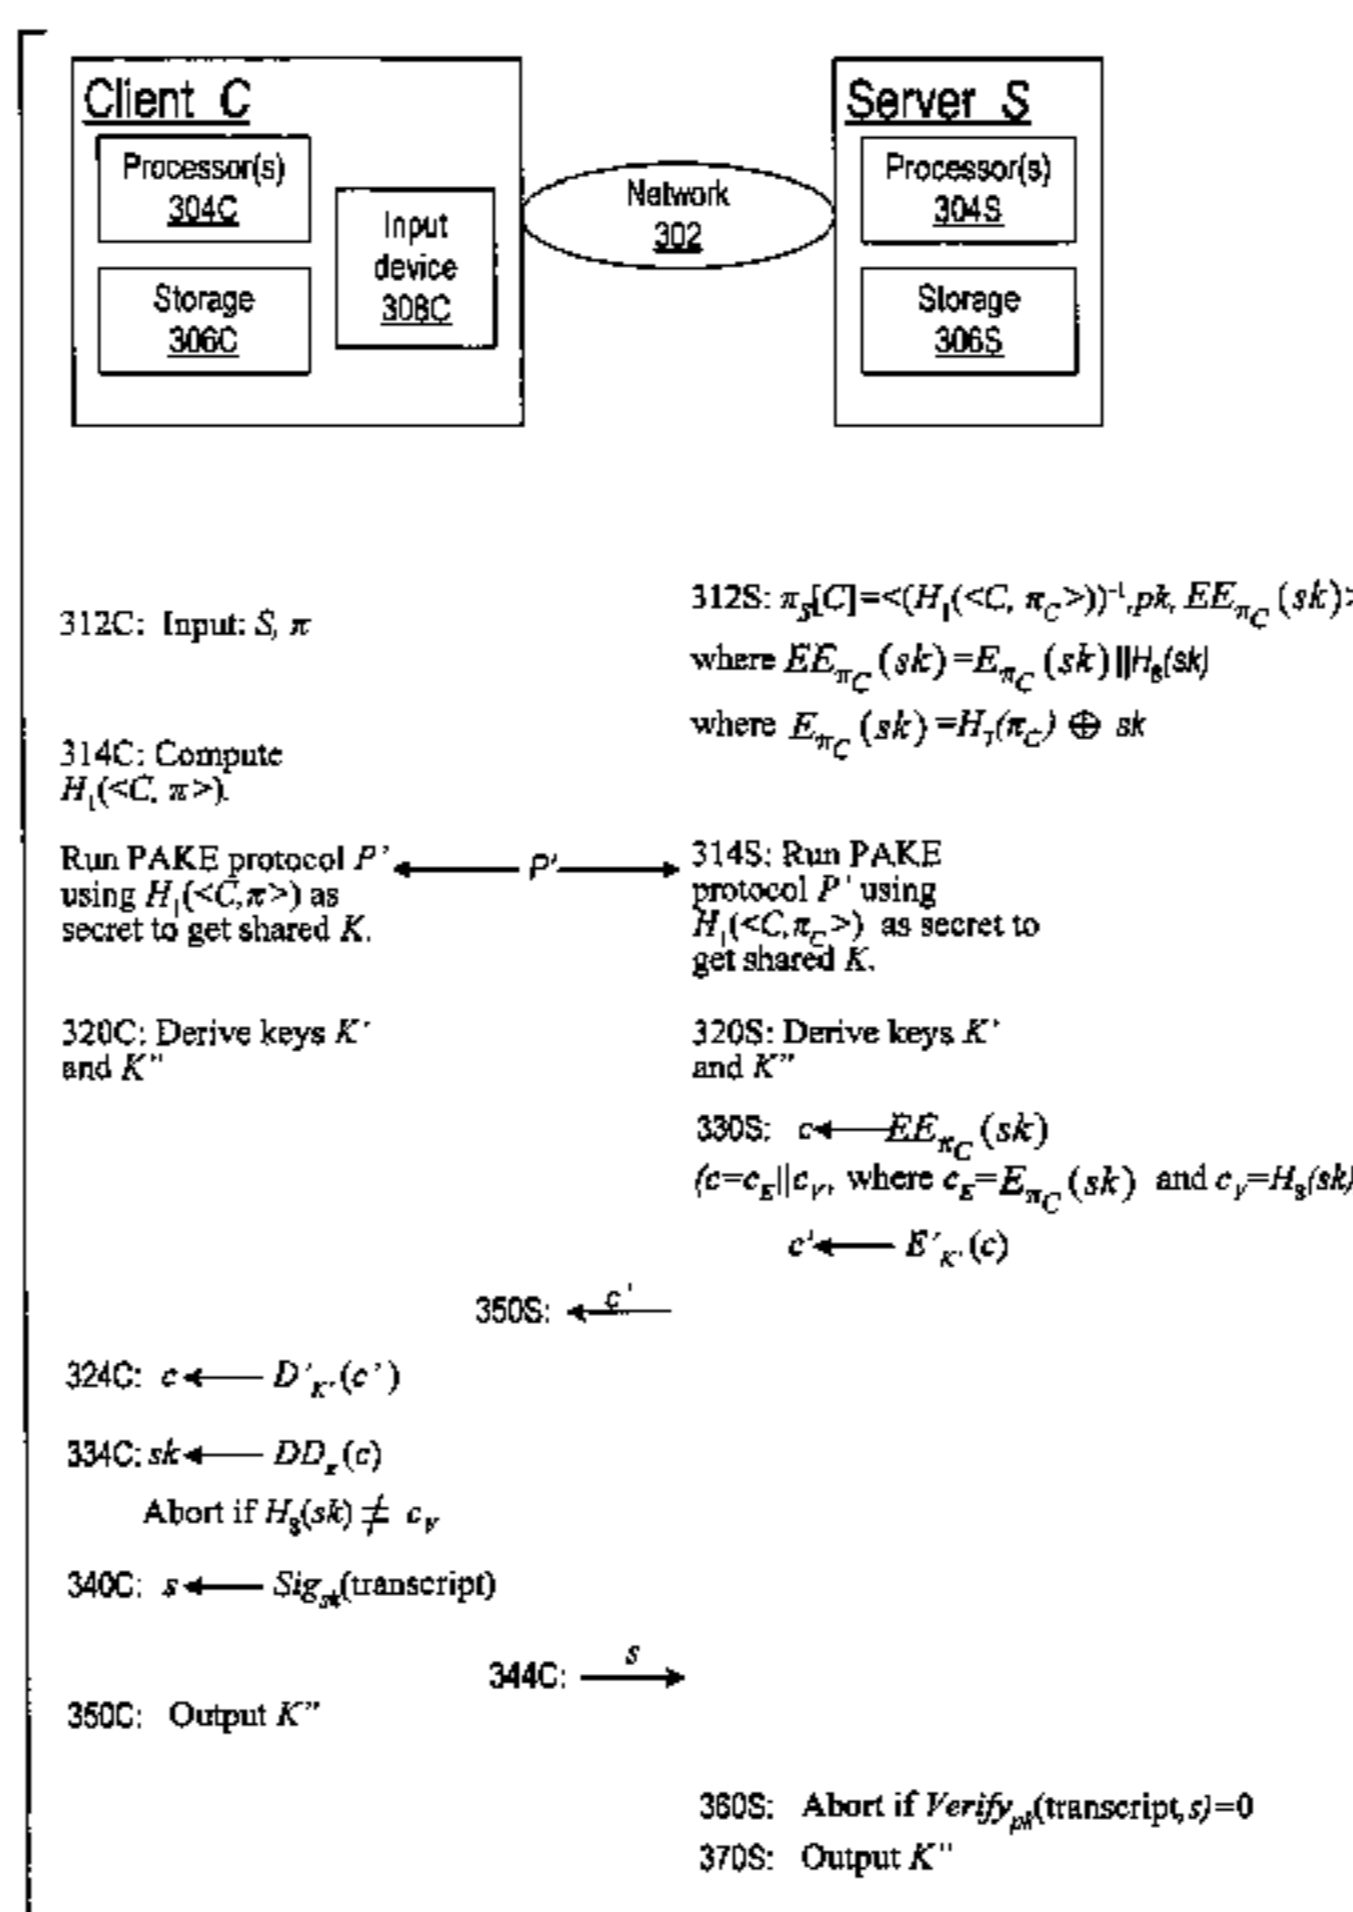 Client C
Processor(s)
304C
Storage
306C
Input
device
308C
Network
302
Server S
Processor(s)
304S
Storage
306S
312C: Input: S, π
312S: π_S[C]=<(H_1(<C, π_C>))^-1, pk, EE_π_C (sk)>
where EE_π_C (sk) =E_π_C (sk) ||H_8(sk)
where E_π_C (sk) =H_7(π_C) ⊕ sk
314C: Compute
H_1(<C, π>).
Run PAKE protocol P'
using H_1(<C,π>) as
secret to get shared K.
P'
314S: Run PAKE
protocol P' using
H_1(<C,π_C>) as secret to
get shared K.
320C: Derive keys K'
and K"
320S: Derive keys K'
and K"
330S: c ← EE_π_C (sk)
(c=c_E||c_V, where c_E=E_π_C (sk) and c_V=H_8(sk)
c' ← E'_K' (c)
350S: c'
324C: c ← D'_K' (c')
334C: sk ← DD_π (c)
Abort if H_8(sk) ≠ c_V
340C: s ← Sig_sk(transcript)
344C: s
350C: Output K"
360S: Abort if Verify_pk(transcript,s)=0
370S: Output K"